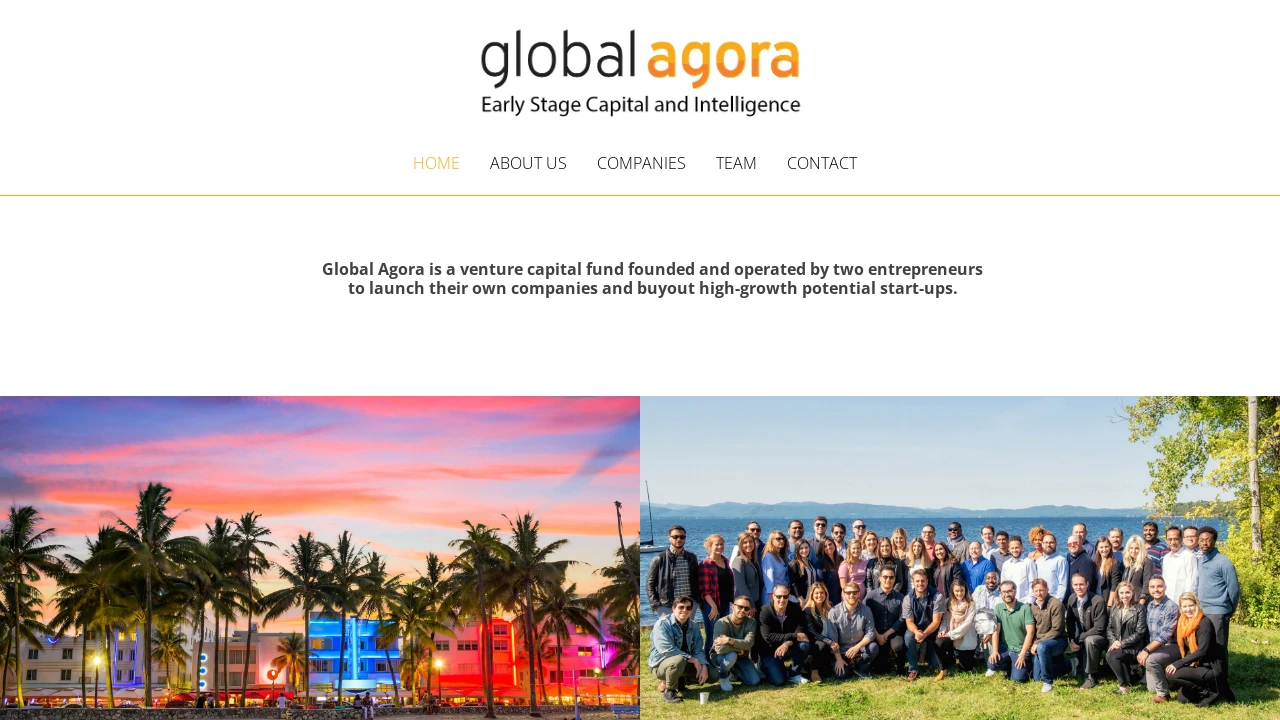 global agora
Early Stage Capital and Intelligence
HOME ABOUT US COMPANIES TEAM CONTACT
Global Agora is a venture capital fund founded and operated by two entrepreneurs
to launch their own companies and buyout high-growth potential start-ups.